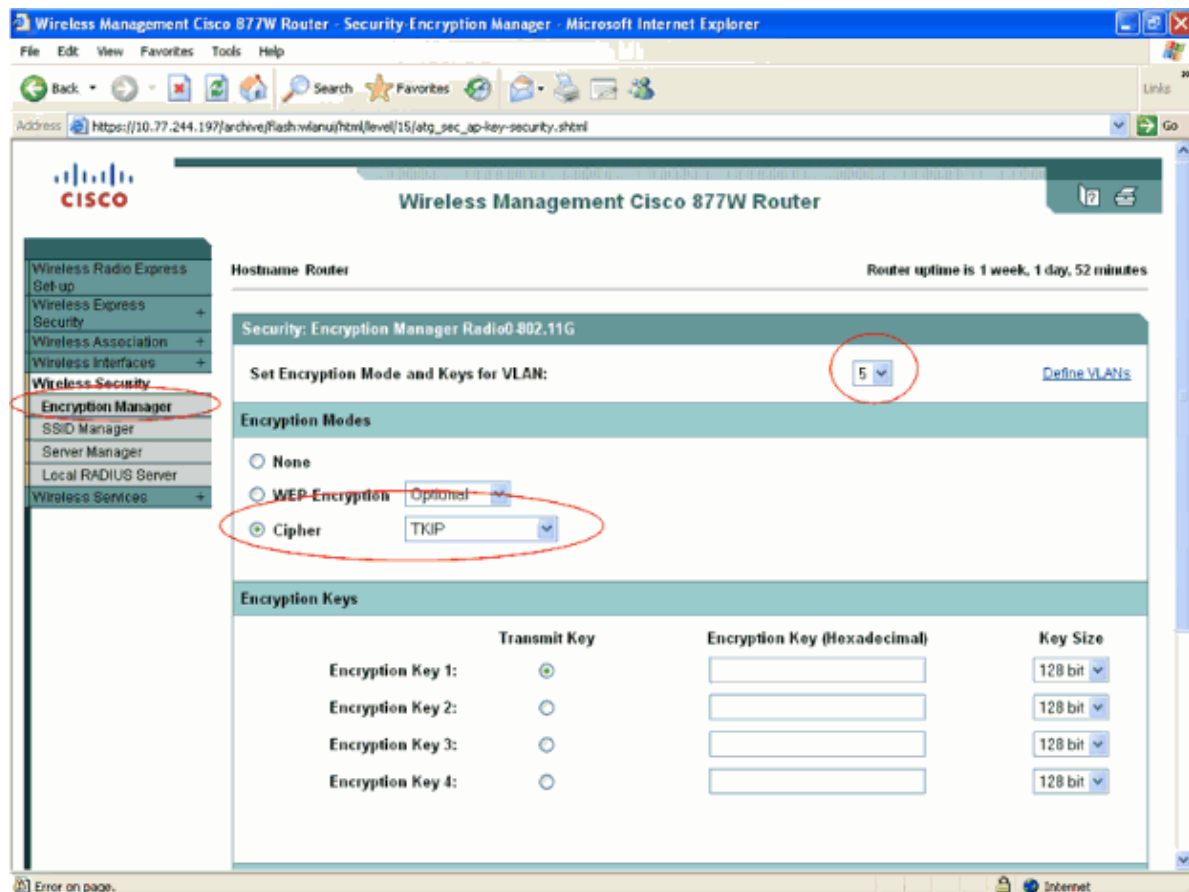 Wireless Management Cisco 877W Router - Security-Encryption Manager - Microsoft Internet Explorer
File Edit View Favorites Tools Help
Back Search Favorites
Links
Address https://10.77.244.197/archive/flash:wlanui/html/level/15/atg_sec_ap-key-security.shtml Go
CISCO
Wireless Management Cisco 877W Router
Wireless Radio Express Set-up
Wireless Express Security +
Wireless Association +
Wireless Interfaces +
Wireless Security
Encryption Manager
SSID Manager
Server Manager
Local RADIUS Server
Wireless Services +
Hostname Router Router uptime is 1 week, 1 day, 52 minutes
Security: Encryption Manager Radio0-802.11G
Set Encryption Mode and Keys for VLAN: 5 Define VLANs
Encryption Modes
None
WEP Encryption Optional
Cipher TKIP
Encryption Keys
Transmit Key Encryption Key (Hexadecimal) Key Size
Encryption Key 1: 128 bit
Encryption Key 2: 128 bit
Encryption Key 3: 128 bit
Encryption Key 4: 128 bit
Error on page. Internet